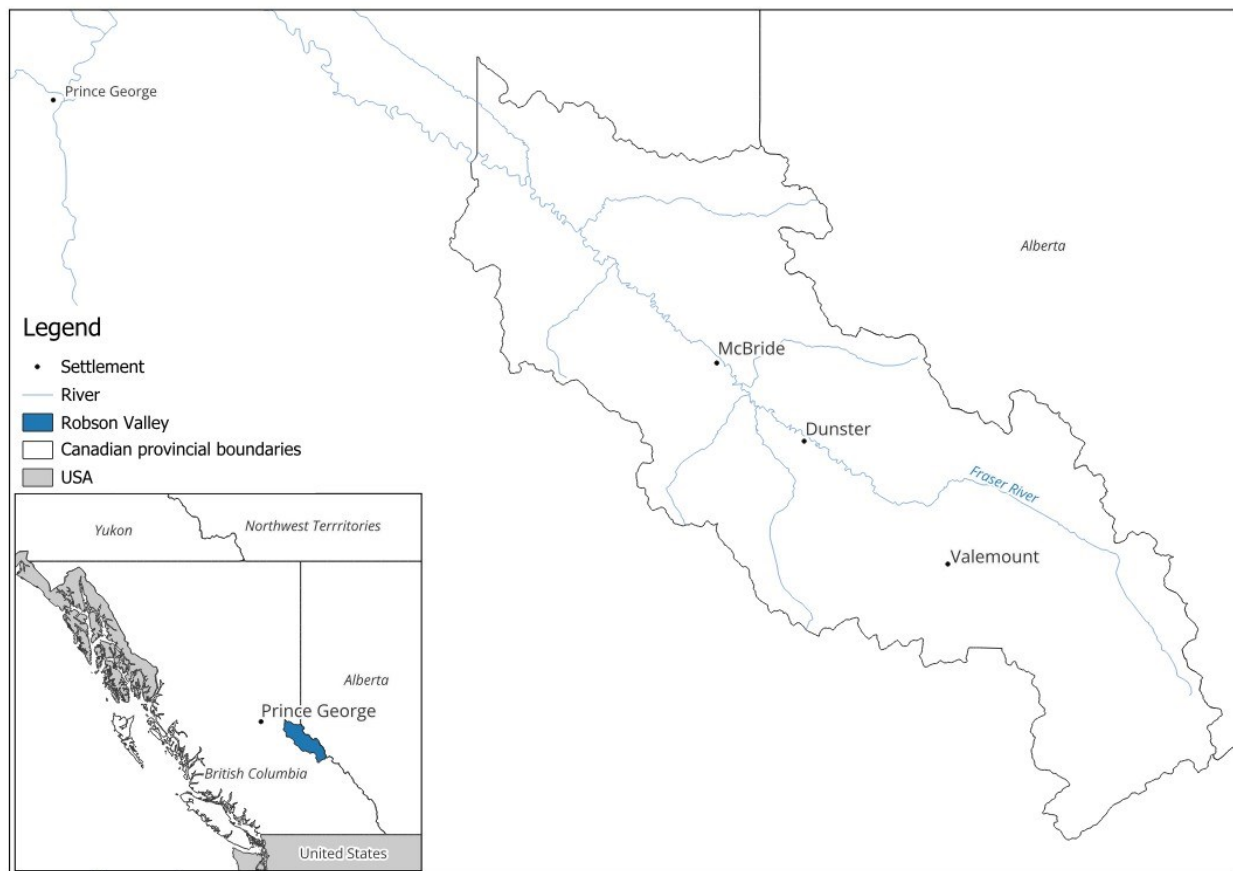 Prince George
Alberta
McBride
Dunster
Fraser River
Valemount
Legend
Settlement
River
Robson Valley
Canadian provincial boundaries
USA
Yukon
Northwest Terrritories
Alberta
Prince George
British Columbia
United States